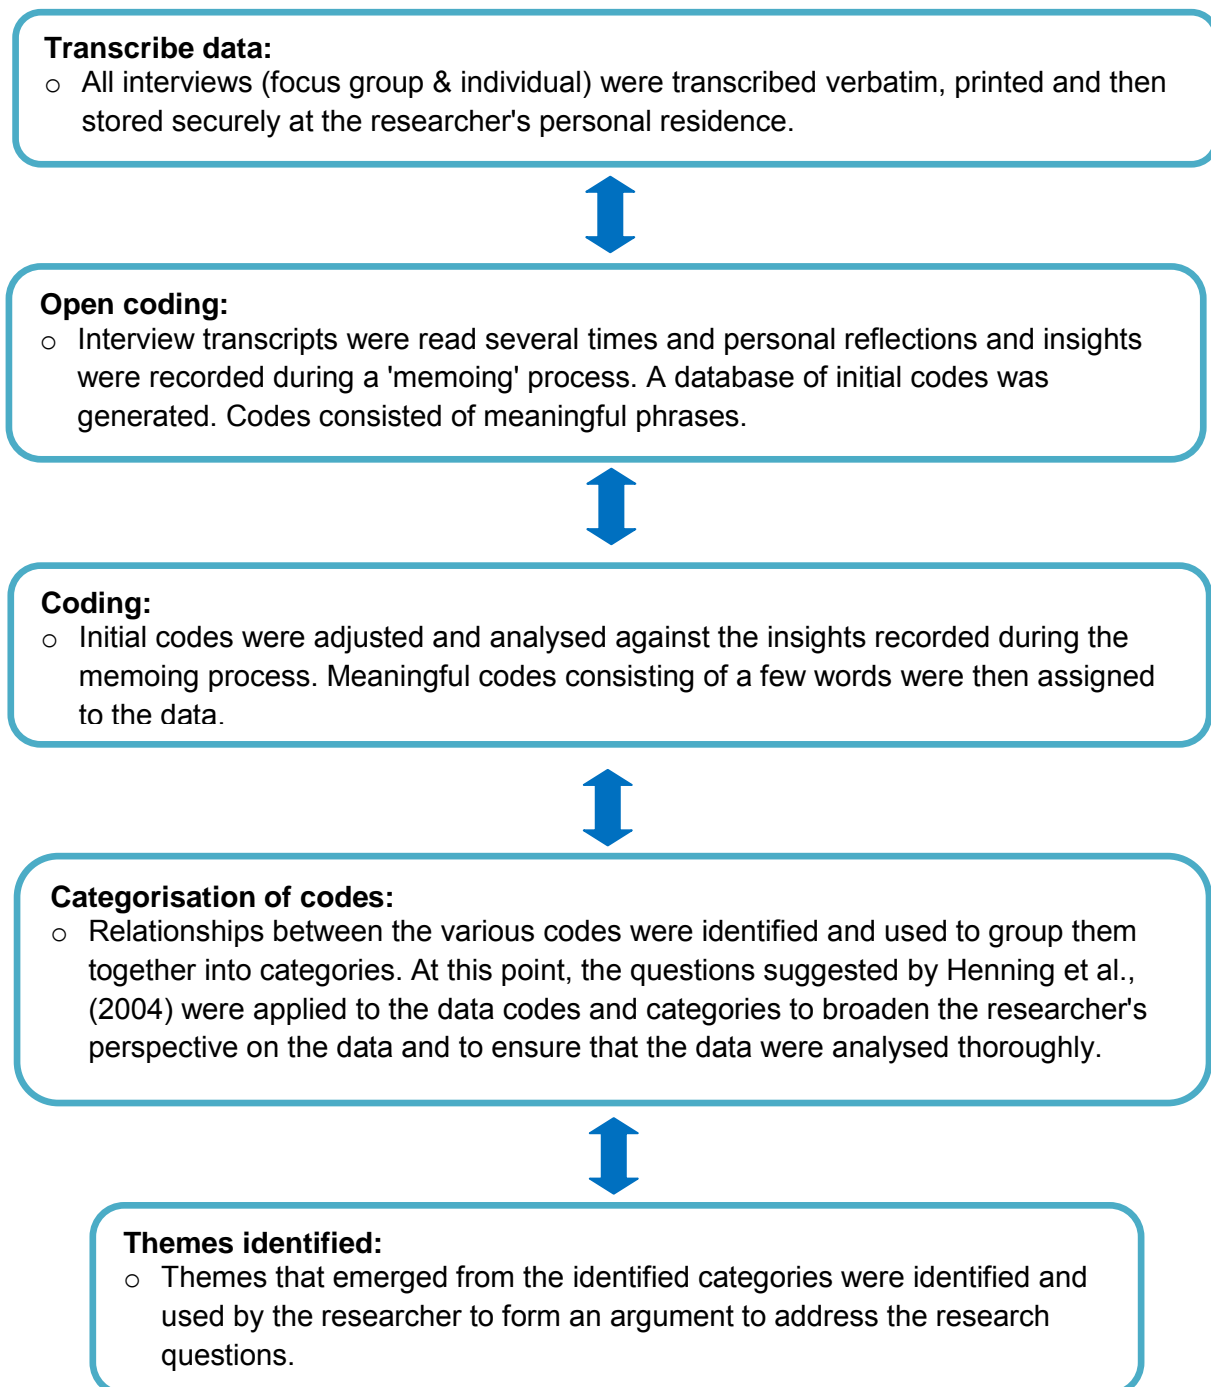 Transcribe data:
○ All interviews (focus group & individual) were transcribed verbatim, printed and then
stored securely at the researcher's personal residence.
Open coding:
○ Interview transcripts were read several times and personal reflections and insights
were recorded during a 'memoing' process. A database of initial codes was
generated. Codes consisted of meaningful phrases.
Coding:
○ Initial codes were adjusted and analysed against the insights recorded during the
memoing process. Meaningful codes consisting of a few words were then assigned
to the data.
Categorisation of codes:
○ Relationships between the various codes were identified and used to group them
together into categories. At this point, the questions suggested by Henning et al.,
(2004) were applied to the data codes and categories to broaden the researcher's
perspective on the data and to ensure that the data were analysed thoroughly.
Themes identified:
○ Themes that emerged from the identified categories were identified and
used by the researcher to form an argument to address the research
questions.